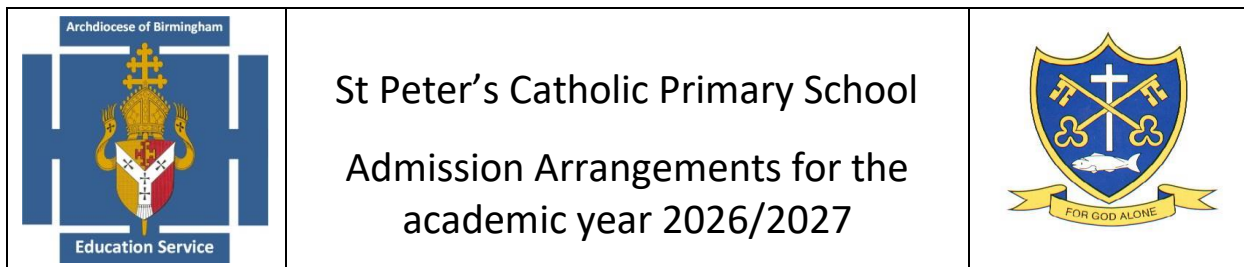 Archdiocese of Birmingham
Education Service
St Peter’s Catholic Primary School
Admission Arrangements for the
academic year 2026/2027
FOR GOD ALONE